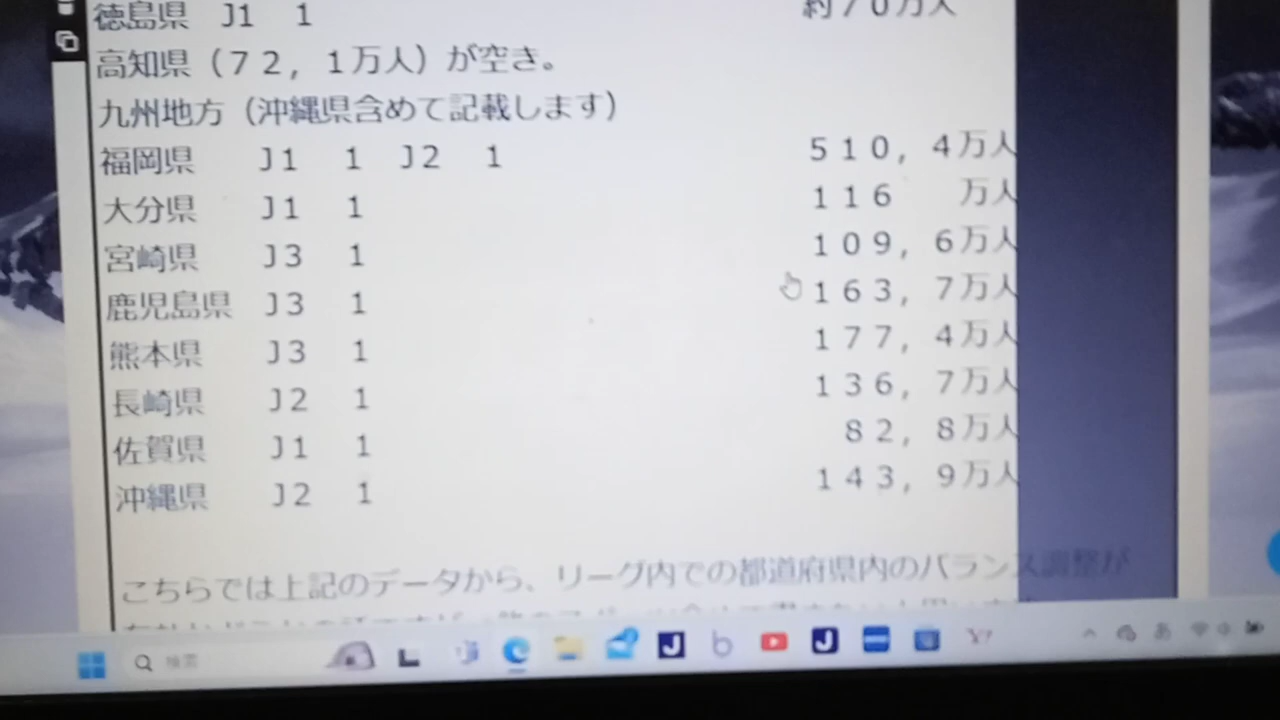 徳島県 J1 1 約70万人
高知県（72，1万人）が空き。
九州地方（沖縄県含めて記載します）
福岡県 J1 1 J2 1 510，4万人
大分県 J1 1 116 万人
宮崎県 J3 1 109，6万人
鹿児島県 J3 1 163，7万人
熊本県 J3 1 177，4万人
長崎県 J2 1 136，7万人
佐賀県 J1 1 82，8万人
沖縄県 J2 1 143，9万人
こちらでは上記のデータから、リーグ内での都道府県内のバランス調整が
検索